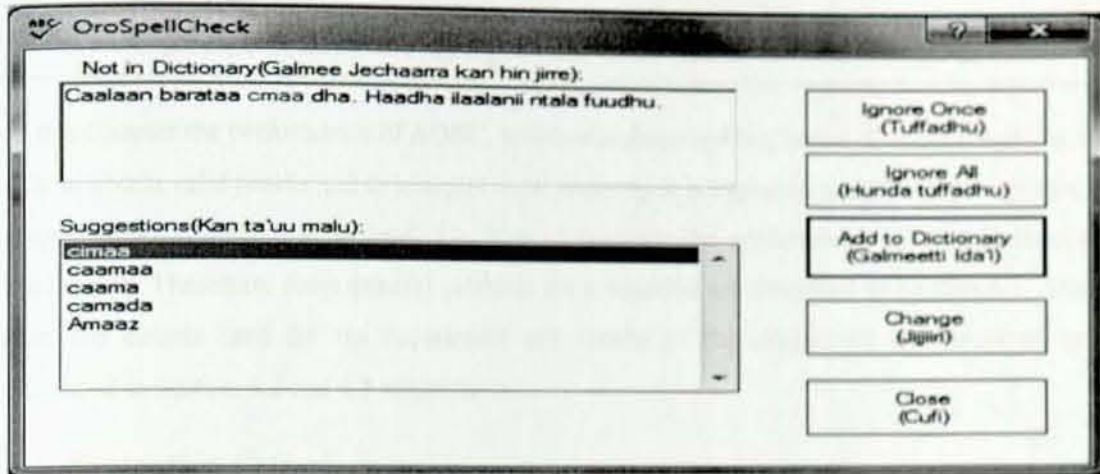 ABC OroSpellCheck
Not in Dictionary(Galmee Jechaarra kan hin jirre):
Caalaan barataa cmaa dha. Haadha ilaalanii ntala fuudhu.
Ignore Once
(Tuffadhu)
Ignore All
(Hunda tuffadhu)
Suggestions(Kan ta'uu malu):
cimaa
caamaa
caama
camada
Amaaz
Add to Dictionary
(Galmeetti Ida'i)
Change
(Jijjiri)
Close
(Cufi)